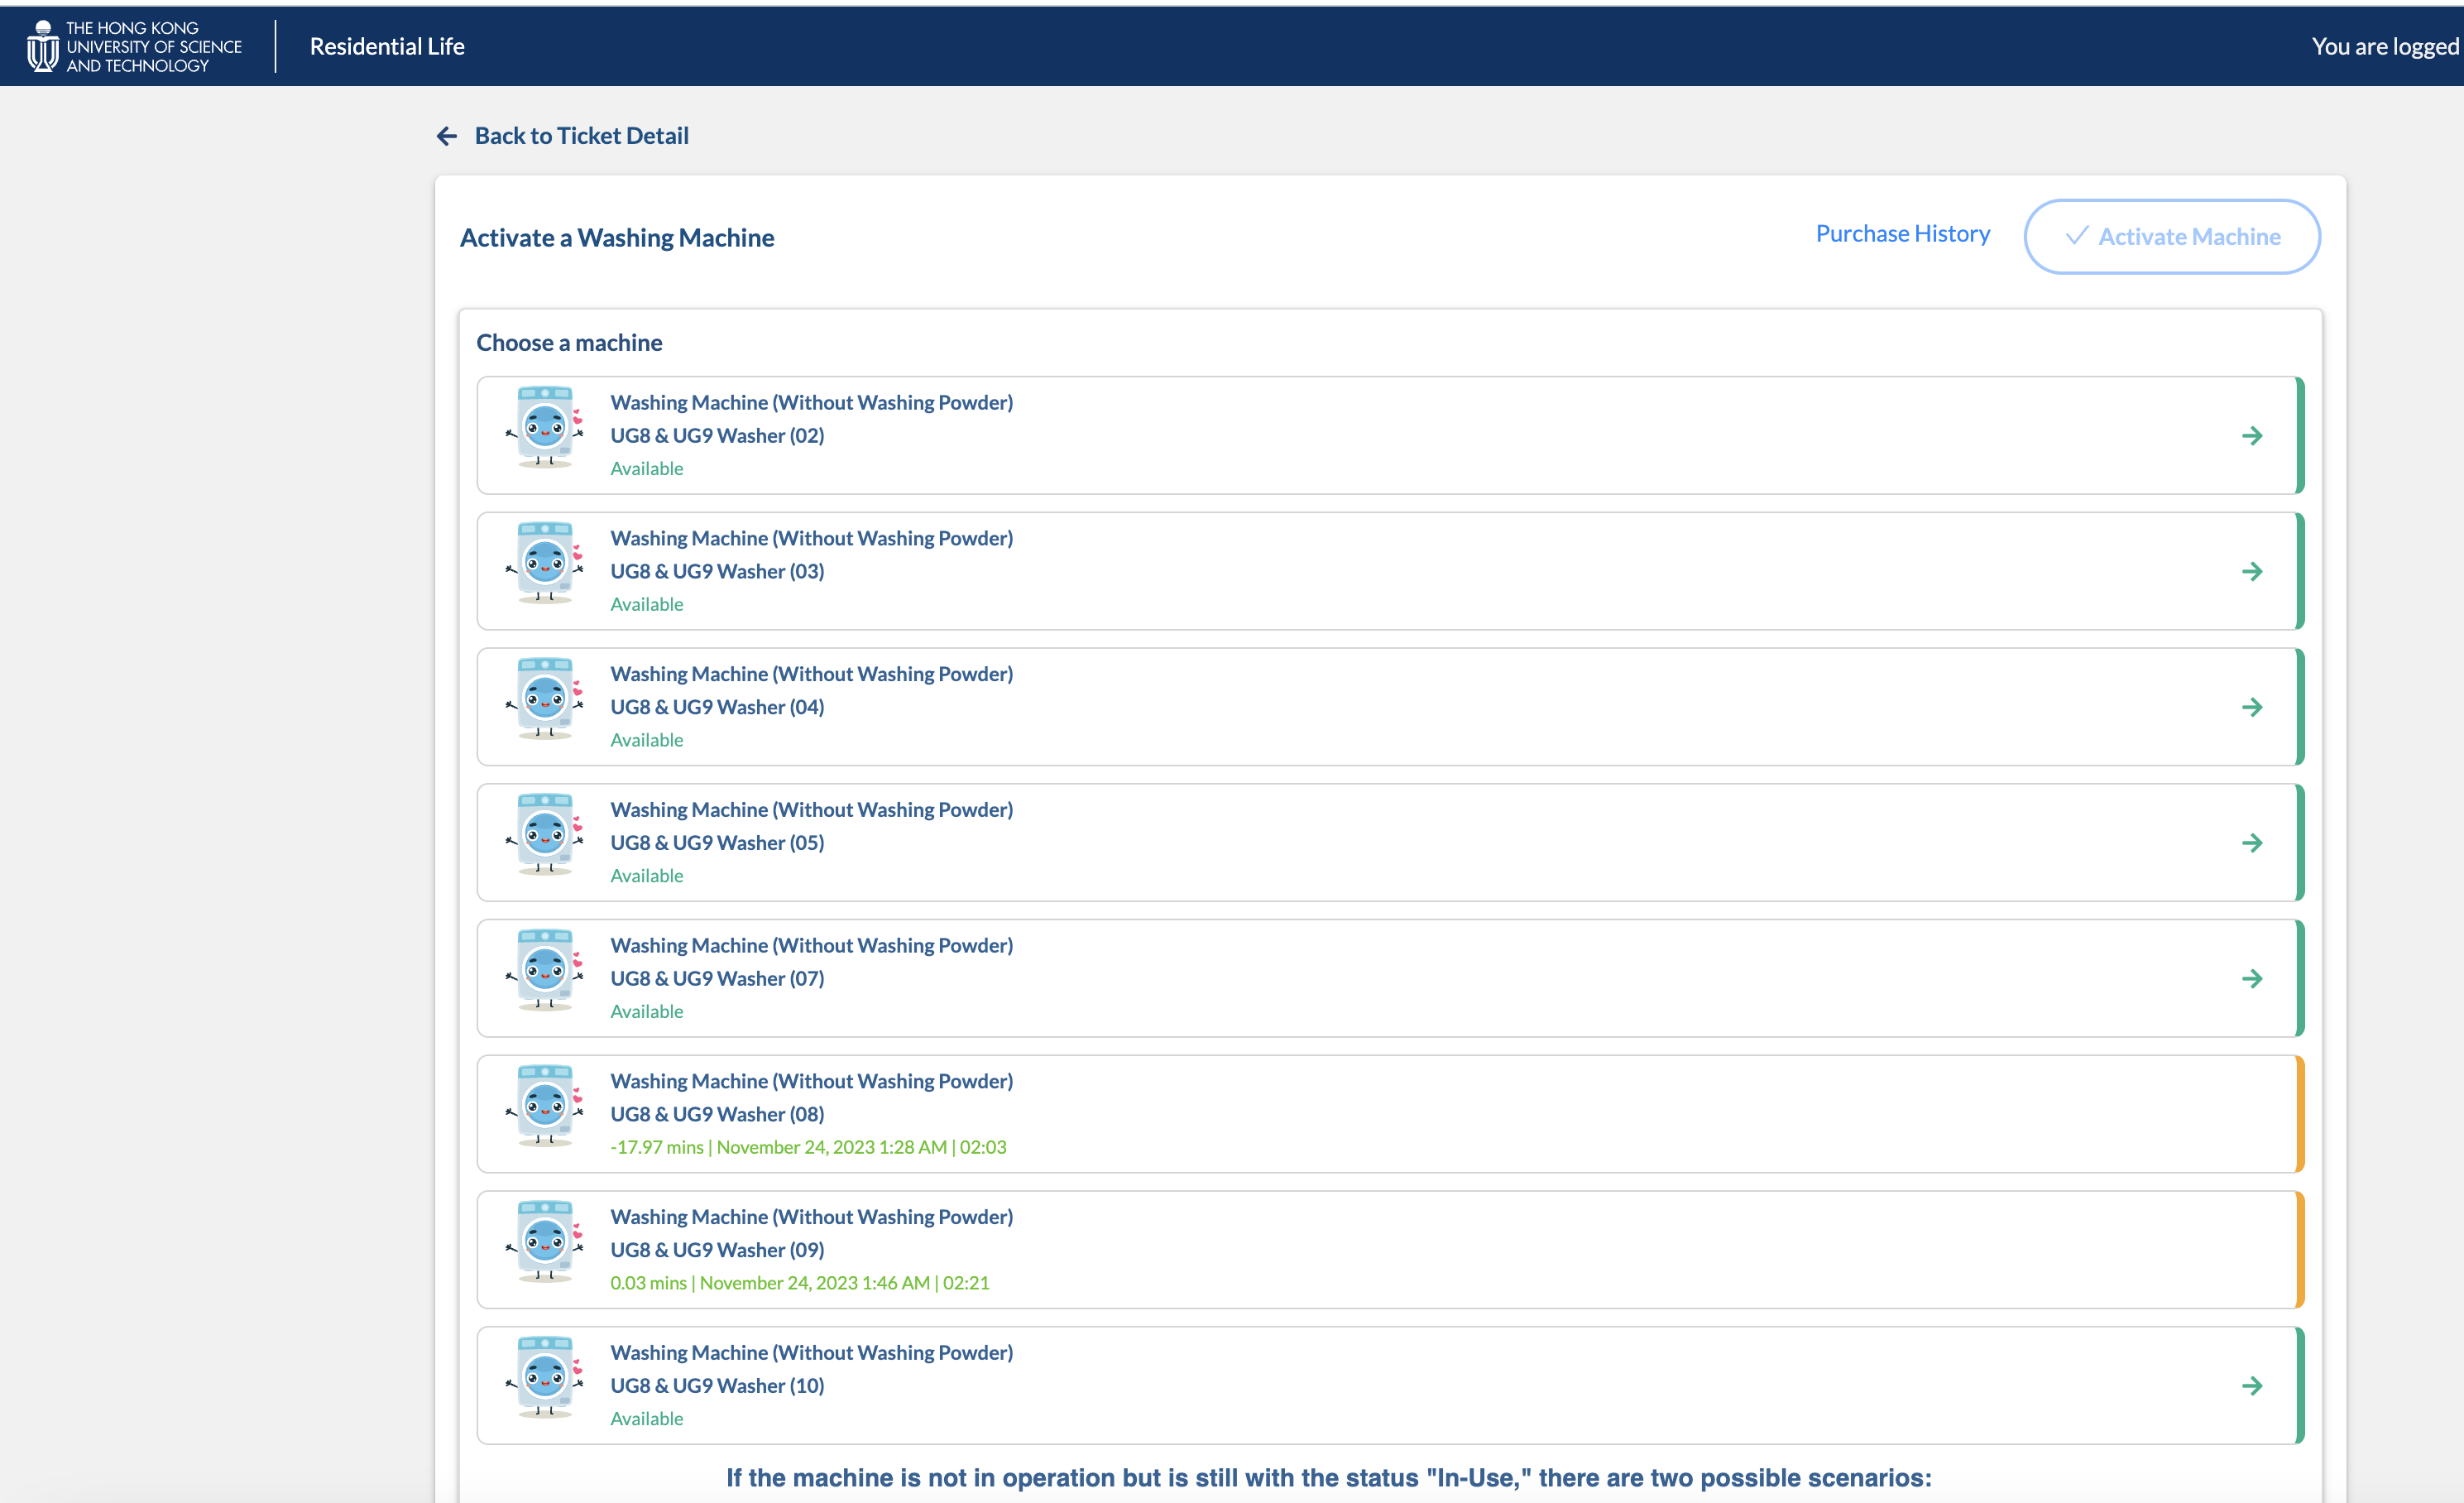 THE HONG KONG
UNIVERSITY OF SCIENCE
AND TECHNOLOGY
Residential Life
You are logged
Back to Ticket Detail
Activate a Washing Machine
Purchase History
Activate Machine
Choose a machine
Washing Machine (Without Washing Powder)
UG8 & UG9 Washer (02)
Available
Washing Machine (Without Washing Powder)
UG8 & UG9 Washer (03)
Available
Washing Machine (Without Washing Powder)
UG8 & UG9 Washer (04)
Available
Washing Machine (Without Washing Powder)
UG8 & UG9 Washer (05)
Available
Washing Machine (Without Washing Powder)
UG8 & UG9 Washer (07)
Available
Washing Machine (Without Washing Powder)
UG8 & UG9 Washer (08)
-17.97 mins | November 24, 2023 1:28 AM | 02:03
Washing Machine (Without Washing Powder)
UG8 & UG9 Washer (09)
0.03 mins | November 24, 2023 1:46 AM | 02:21
Washing Machine (Without Washing Powder)
UG8 & UG9 Washer (10)
Available
If the machine is not in operation but is still with the status "In-Use," there are two possible scenarios: